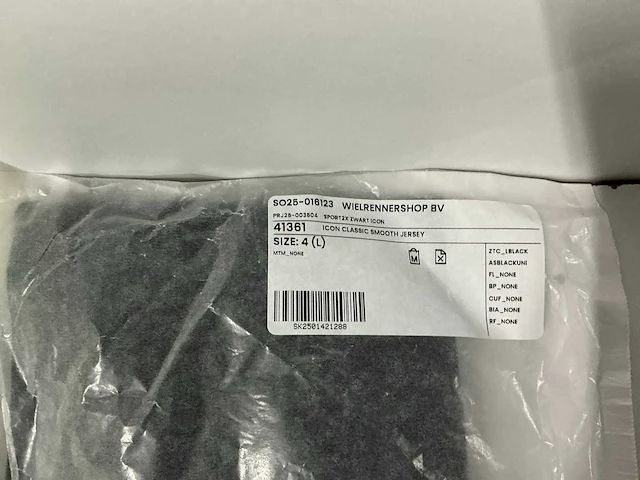 SO25-016123 WIELRENNERSHOP BV
PRJ25-003604 SPORT2X ZWART ICON
41361 ICON CLASSIC SMOOTH JERSEY
SIZE: 4 (L)
MTM_NONE
M
ZTC_LBLACK
ASBLACKUNI
FL_NONE
BP_NONE
CUF_NONE
BIA_NONE
RF_NONE
SK2501421288